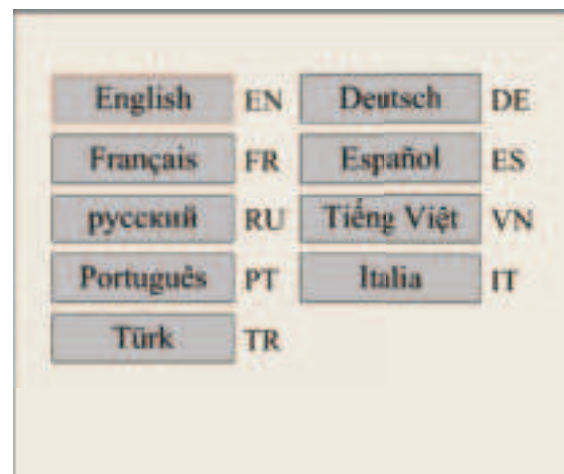 English EN Deutsch DE
Français FR Español ES
русский RU Tiếng Việt VN
Português PT Italia IT
Türk TR